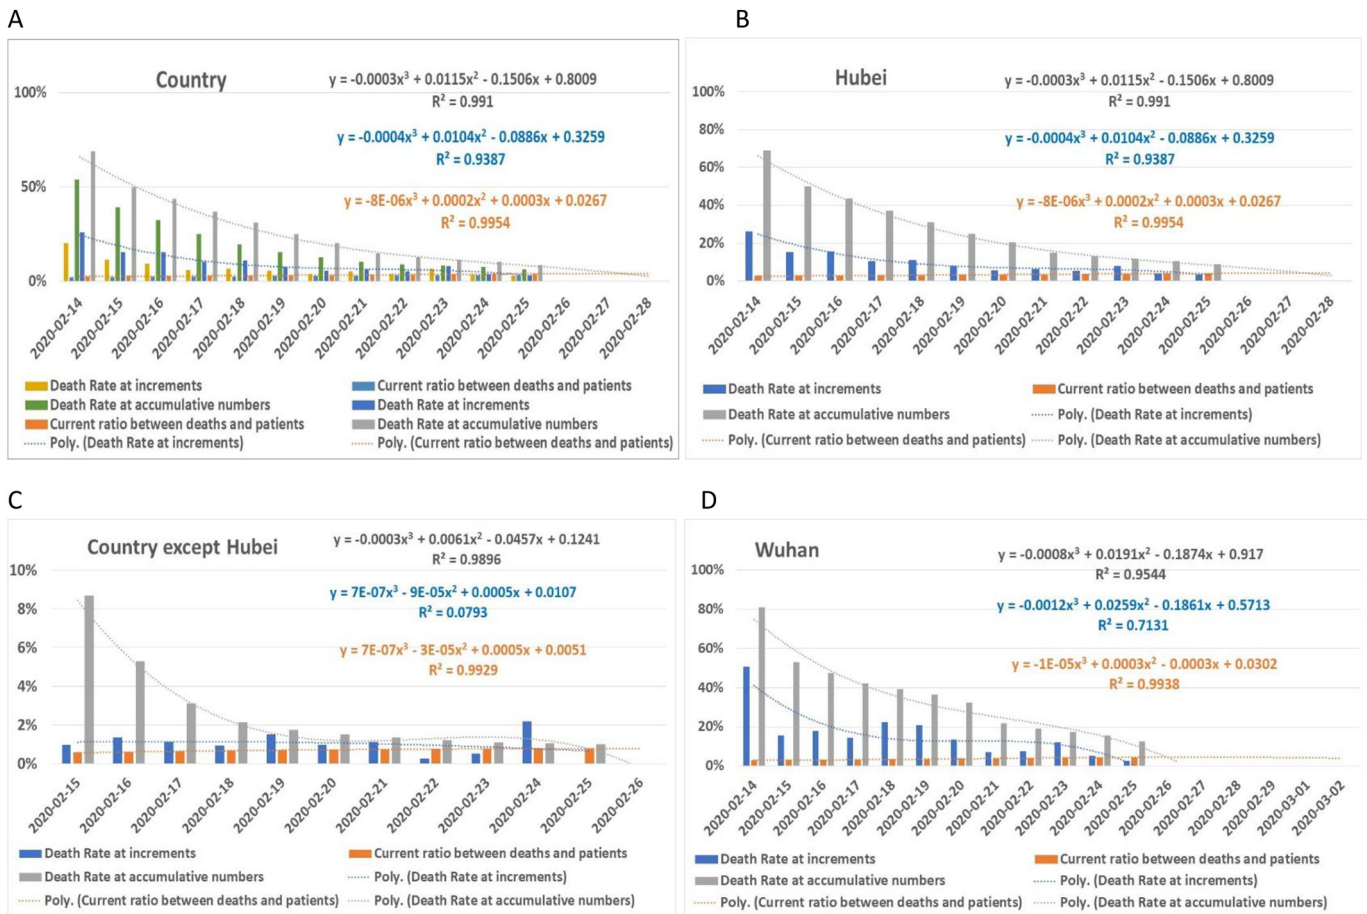 A
Country
y = -0.0003x³ + 0.0115x² - 0.1506x + 0.8009
R² = 0.991
y = -0.0004x³ + 0.0104x² - 0.0886x + 0.3259
R² = 0.9387
y = -8E-06x³ + 0.0002x² + 0.0003x + 0.0267
R² = 0.9954
100%
50%
0%
2020-02-14
2020-02-15
2020-02-16
2020-02-17
2020-02-18
2020-02-19
2020-02-20
2020-02-21
2020-02-22
2020-02-23
2020-02-24
2020-02-25
2020-02-26
2020-02-27
2020-02-28
Death Rate at increments
Current ratio between deaths and patients
Death Rate at accumulative numbers
Death Rate at increments
Current ratio between deaths and patients
Death Rate at accumulative numbers
Poly. (Death Rate at increments)
Poly. (Current ratio between deaths and patients)
B
Hubei
y = -0.0003x³ + 0.0115x² - 0.1506x + 0.8009
R² = 0.991
y = -0.0004x³ + 0.0104x² - 0.0886x + 0.3259
R² = 0.9387
y = -8E-06x³ + 0.0002x² + 0.0003x + 0.0267
R² = 0.9954
100%
80%
60%
40%
20%
0%
2020-02-14
2020-02-15
2020-02-16
2020-02-17
2020-02-18
2020-02-19
2020-02-20
2020-02-21
2020-02-22
2020-02-23
2020-02-24
2020-02-25
2020-02-26
2020-02-27
2020-02-28
Death Rate at increments
Current ratio between deaths and patients
Death Rate at accumulative numbers
Poly. (Death Rate at increments)
Poly. (Current ratio between deaths and patients)
Poly. (Death Rate at accumulative numbers)
C
Country except Hubei
y = -0.0003x³ + 0.0061x² - 0.0457x + 0.1241
R² = 0.9896
y = 7E-07x³ - 9E-05x² + 0.0005x + 0.0107
R² = 0.0793
y = 7E-07x³ - 3E-05x² + 0.0005x + 0.0051
R² = 0.9929
10%
8%
6%
4%
2%
0%
2020-02-15
2020-02-16
2020-02-17
2020-02-18
2020-02-19
2020-02-20
2020-02-21
2020-02-22
2020-02-23
2020-02-24
2020-02-25
2020-02-26
Death Rate at increments
Current ratio between deaths and patients
Death Rate at accumulative numbers
Poly. (Death Rate at increments)
Poly. (Current ratio between deaths and patients)
Poly. (Death Rate at accumulative numbers)
D
Wuhan
y = -0.0008x³ + 0.0191x² - 0.1874x + 0.917
R² = 0.9544
y = -0.0012x³ + 0.0259x² - 0.1861x + 0.5713
R² = 0.7131
y = -1E-05x³ + 0.0003x² - 0.0003x + 0.0302
R² = 0.9938
100%
80%
60%
40%
20%
0%
2020-02-14
2020-02-15
2020-02-16
2020-02-17
2020-02-18
2020-02-19
2020-02-20
2020-02-21
2020-02-22
2020-02-23
2020-02-24
2020-02-25
2020-02-26
2020-02-27
2020-02-28
2020-02-29
2020-03-01
2020-03-02
Death Rate at increments
Current ratio between deaths and patients
Death Rate at accumulative numbers
Poly. (Death Rate at increments)
Poly. (Current ratio between deaths and patients)
Poly. (Death Rate at accumulative numbers)